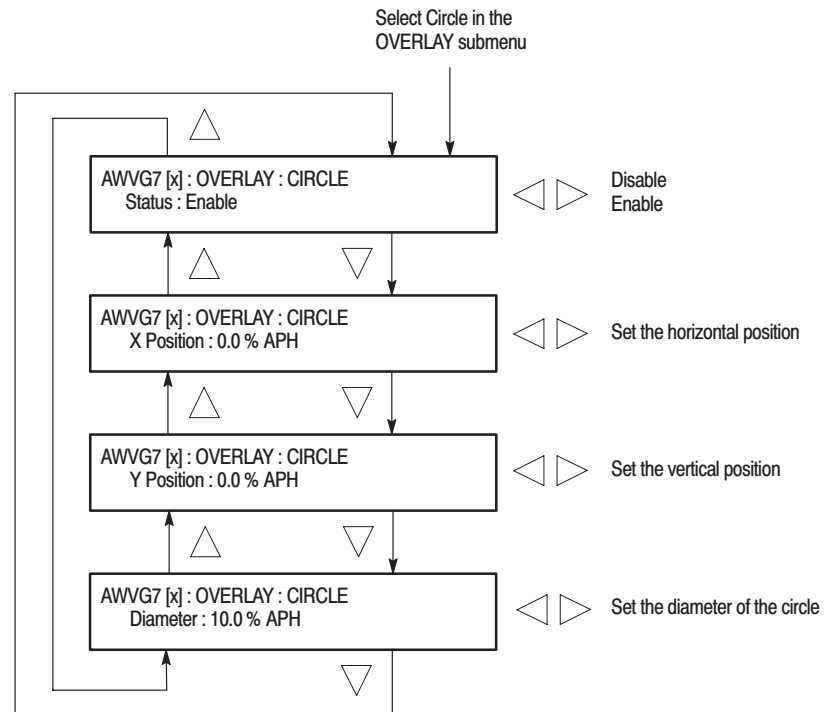 Select Circle in the
OVERLAY submenu
AWVG7 [x] : OVERLAY : CIRCLE
Status : Enable
Disable
Enable
AWVG7 [x] : OVERLAY : CIRCLE
X Position : 0.0 % APH
Set the horizontal position
AWVG7 [x] : OVERLAY : CIRCLE
Y Position : 0.0 % APH
Set the vertical position
AWVG7 [x] : OVERLAY : CIRCLE
Diameter : 10.0 % APH
Set the diameter of the circle